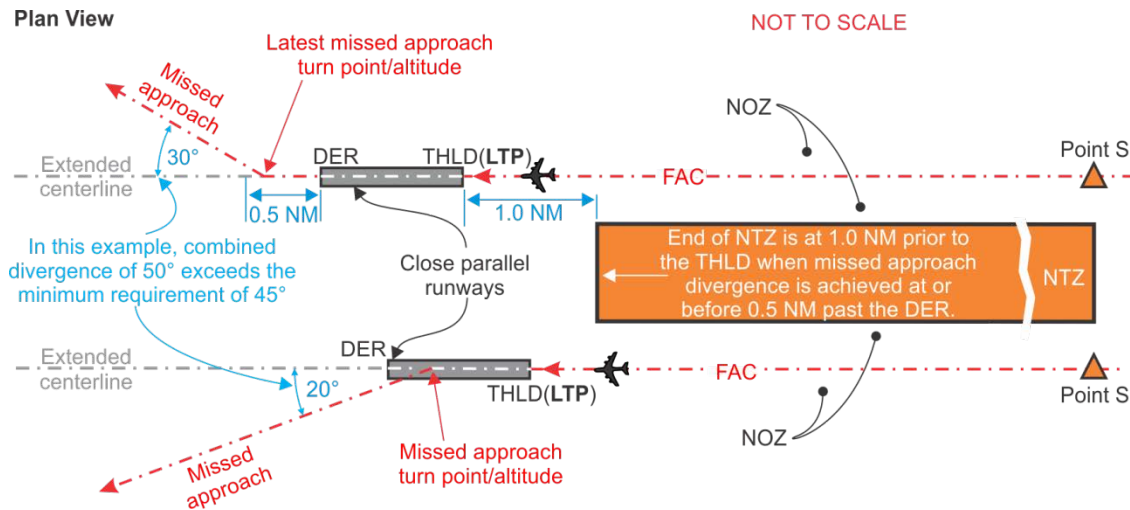 Plan View
NOT TO SCALE
Latest missed approach
turn point/altitude
Missed
approach
NOZ
30°
Extended
centerline
DER
THLD(LTP)
FAC
Point S
0.5 NM
1.0 NM
In this example, combined
divergence of 50° exceeds the
minimum requirement of 45°
Close parallel
runways
End of NTZ is at 1.0 NM prior to
the THLD when missed approach
divergence is achieved at or
before 0.5 NM past the DER.
NTZ
Extended
centerline
DER
20°
THLD(LTP)
FAC
Point S
NOZ
Missed
approach
Missed approach
turn point/altitude